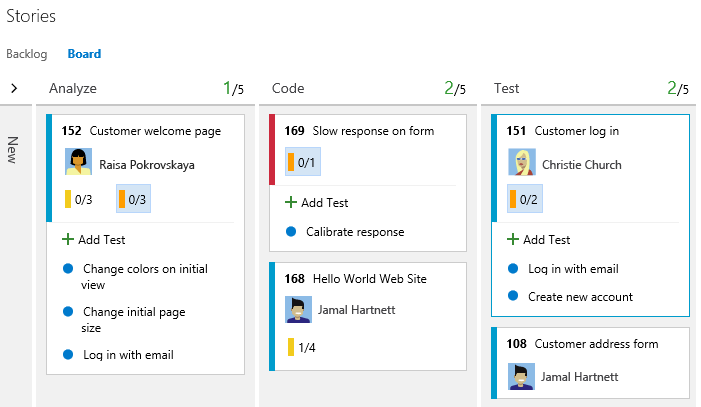 Stories
Backlog Board
Analyze 1/5
Code 2/5
Test 2/5
New
152 Customer welcome page
Raisa Pokrovskaya
0/3 0/3
Add Test
Change colors on initial
view
Change initial page
size
Log in with email
169 Slow response on form
0/1
Add Test
Calibrate response
168 Hello World Web Site
Jamal Hartnett
1/4
151 Customer log in
Christie Church
0/2
Add Test
Log in with email
Create new account
108 Customer address form
Jamal Hartnett